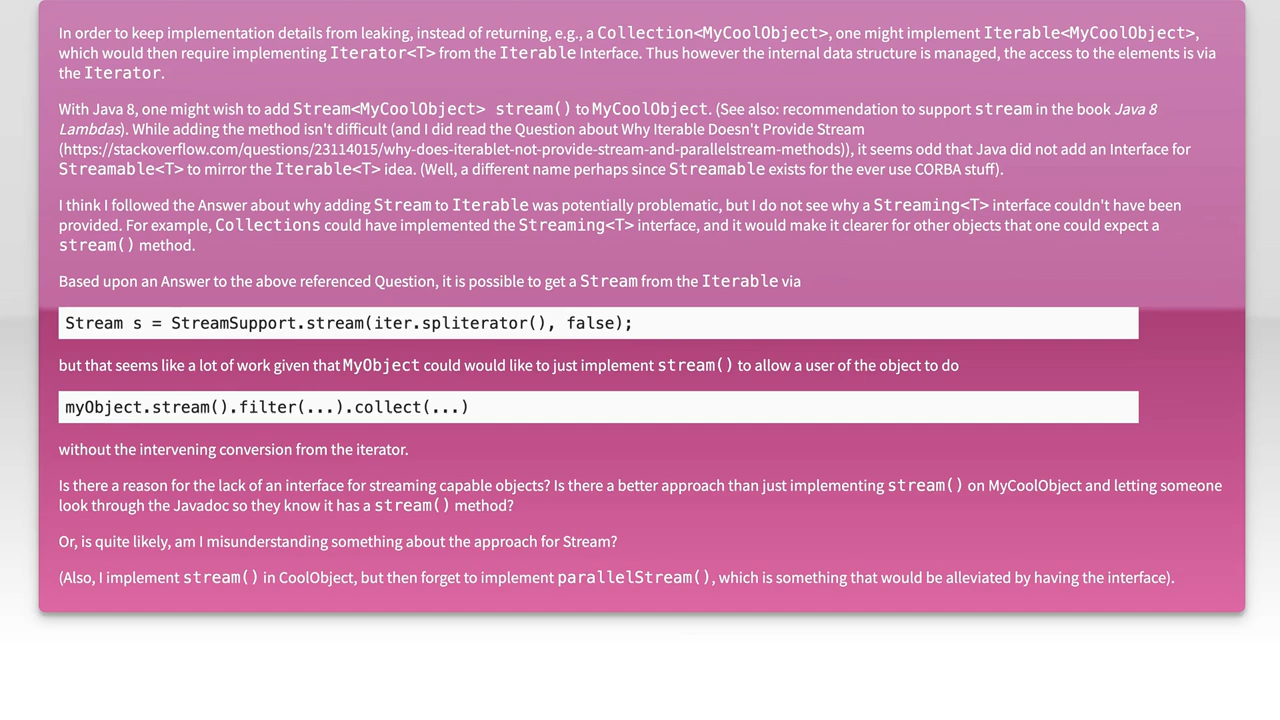 In order to keep implementation details from leaking, instead of returning, e.g., a Collection<MyCoolObject>, one might implement Iterable<MyCoolObject>,
which would then require implementing Iterator<T> from the Iterable Interface. Thus however the internal data structure is managed, the access to the elements is via
the Iterator.
With Java 8, one might wish to add Stream<MyCoolObject> stream() to MyCoolObject. (See also: recommendation to support stream in the book Java 8
Lambdas). While adding the method isn't difficult (and I did read the Question about Why Iterable Doesn't Provide Stream
(https://stackoverflow.com/questions/23114015/why-does-iterablet-not-provide-stream-and-parallelstream-methods)), it seems odd that Java did not add an Interface for
Streamable<T> to mirror the Iterable<T> idea. (Well, a different name perhaps since Streamable exists for the ever use CORBA stuff).
I think I followed the Answer about why adding Stream to Iterable was potentially problematic, but I do not see why a Streaming<T> interface couldn't have been
provided. For example, Collections could have implemented the Streaming<T> interface, and it would make it clearer for other objects that one could expect a
stream() method.
Based upon an Answer to the above referenced Question, it is possible to get a Stream from the Iterable via
Stream s = StreamSupport.stream(iter.spliterator(), false);
but that seems like a lot of work given that MyObject could would like to just implement stream() to allow a user of the object to do
myObject.stream().filter(...).collect(...)
without the intervening conversion from the iterator.
Is there a reason for the lack of an interface for streaming capable objects? Is there a better approach than just implementing stream() on MyCoolObject and letting someone
look through the Javadoc so they know it has a stream() method?
Or, is quite likely, am I misunderstanding something about the approach for Stream?
(Also, I implement stream() in CoolObject, but then forget to implement parallelStream(), which is something that would be alleviated by having the interface).